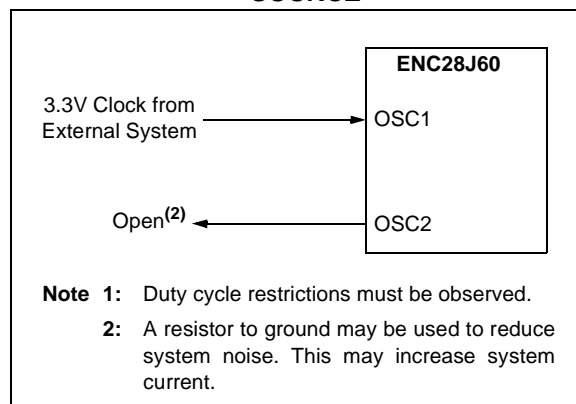 ENC28J60
3.3V Clock from
External System
OSC1
Open(2)
OSC2
Note 1: Duty cycle restrictions must be observed.
2: A resistor to ground may be used to reduce
system noise. This may increase system
current.